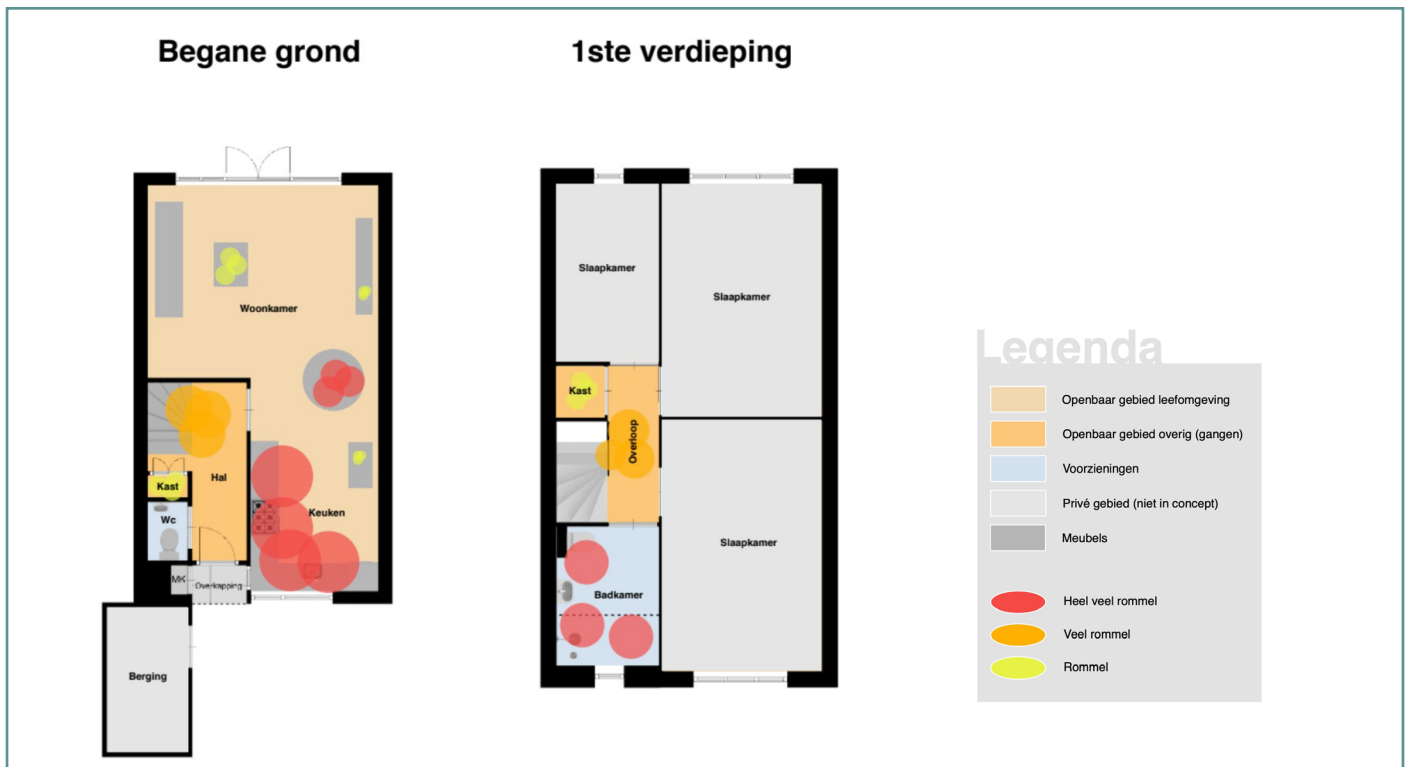 Begane grond
1ste verdieping
Woonkamer
Kast
Hal
Wc
Keuken
MK
Overkapping
Berging
Slaapkamer
Slaapkamer
Kast
Overloop
Slaapkamer
Badkamer
Legenda
Openbaar gebied leefomgeving
Openbaar gebied overig (gangen)
Voorzieningen
Privé gebied (niet in concept)
Meubels
Heel veel rommel
Veel rommel
Rommel